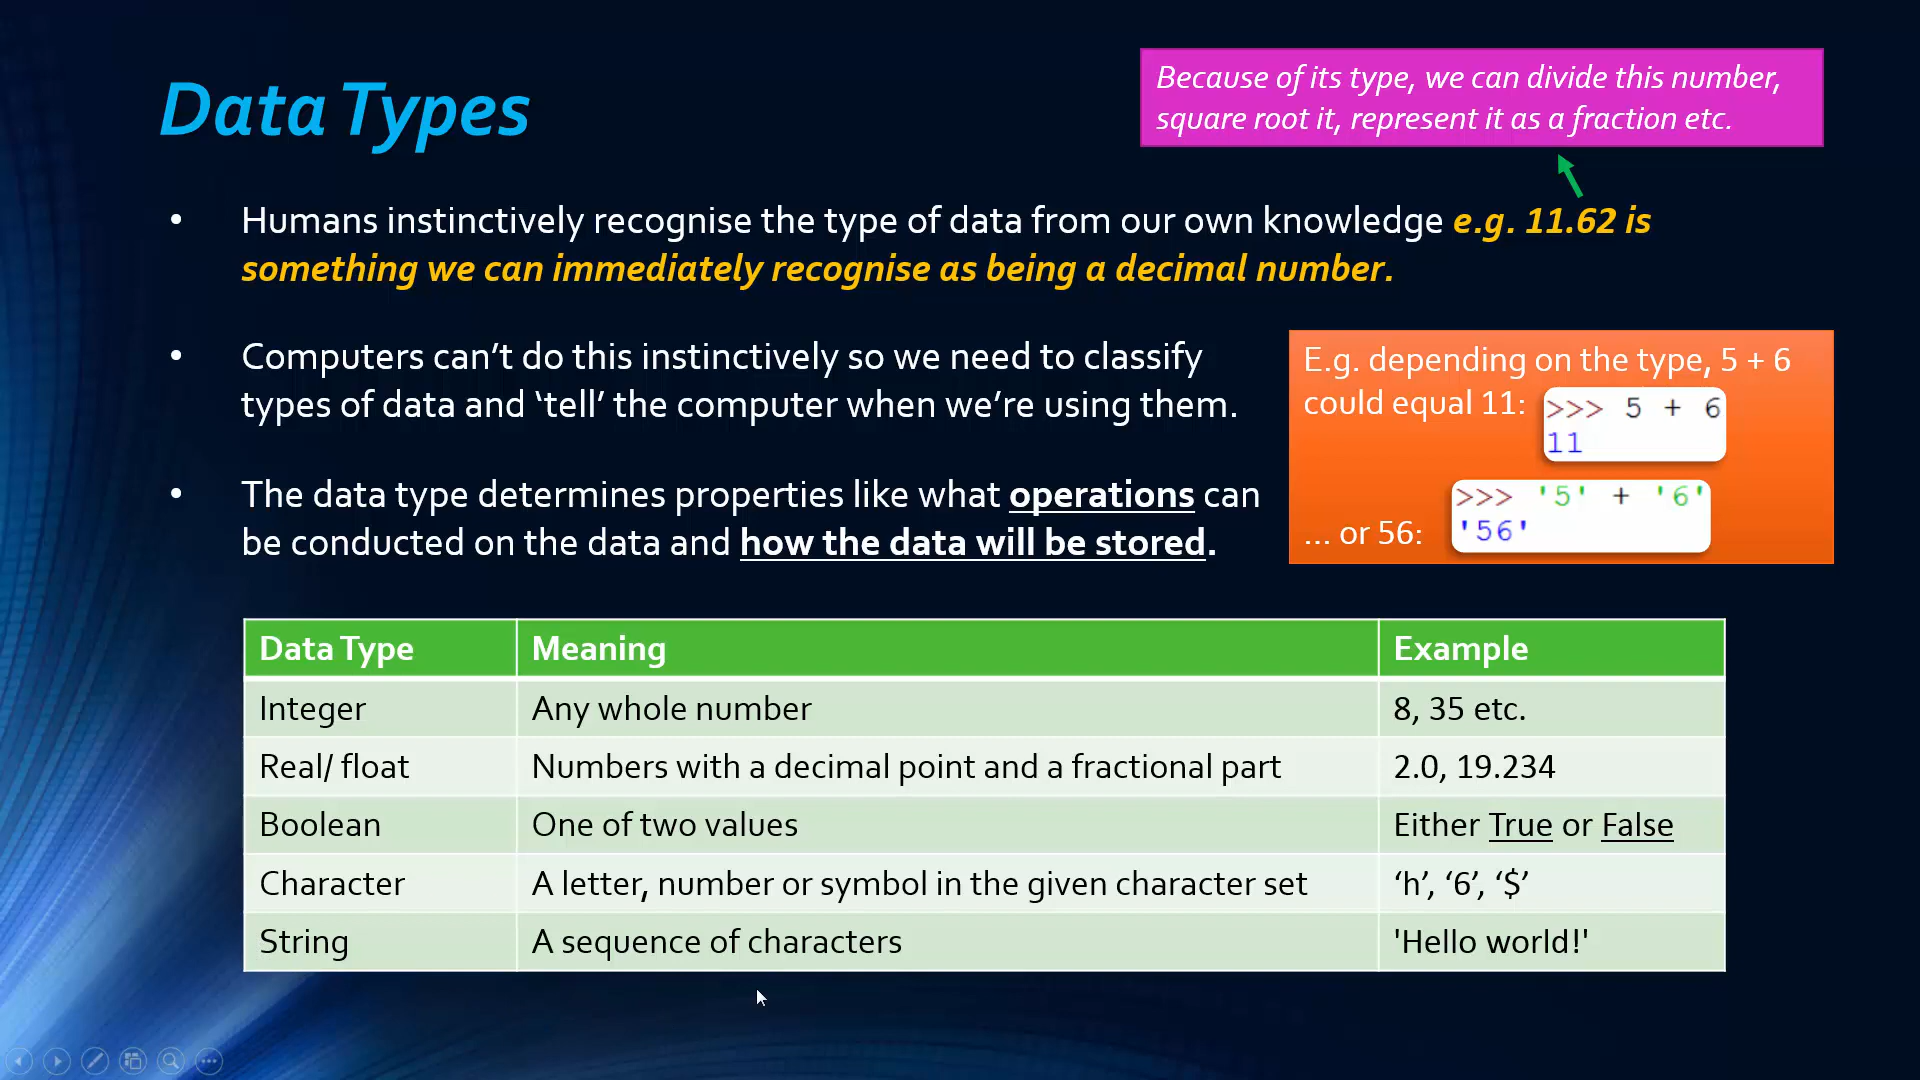 Data Types
Because of its type, we can divide this number,
square root it, represent it as a fraction etc.
• Humans instinctively recognise the type of data from our own knowledge e.g. 11.62 is
something we can immediately recognise as being a decimal number.
• Computers can’t do this instinctively so we need to classify
types of data and ‘tell’ the computer when we’re using them.
• The data type determines properties like what operations can
be conducted on the data and how the data will be stored.
E.g. depending on the type, 5 + 6
could equal 11:
>>> 5 + 6
11
... or 56:
>>> '5' + '6'
'56'
Data Type Meaning Example
Integer Any whole number 8, 35 etc.
Real/ float Numbers with a decimal point and a fractional part 2.0, 19.234
Boolean One of two values Either True or False
Character A letter, number or symbol in the given character set ‘h’, ‘6’, ‘$’
String A sequence of characters 'Hello world!'